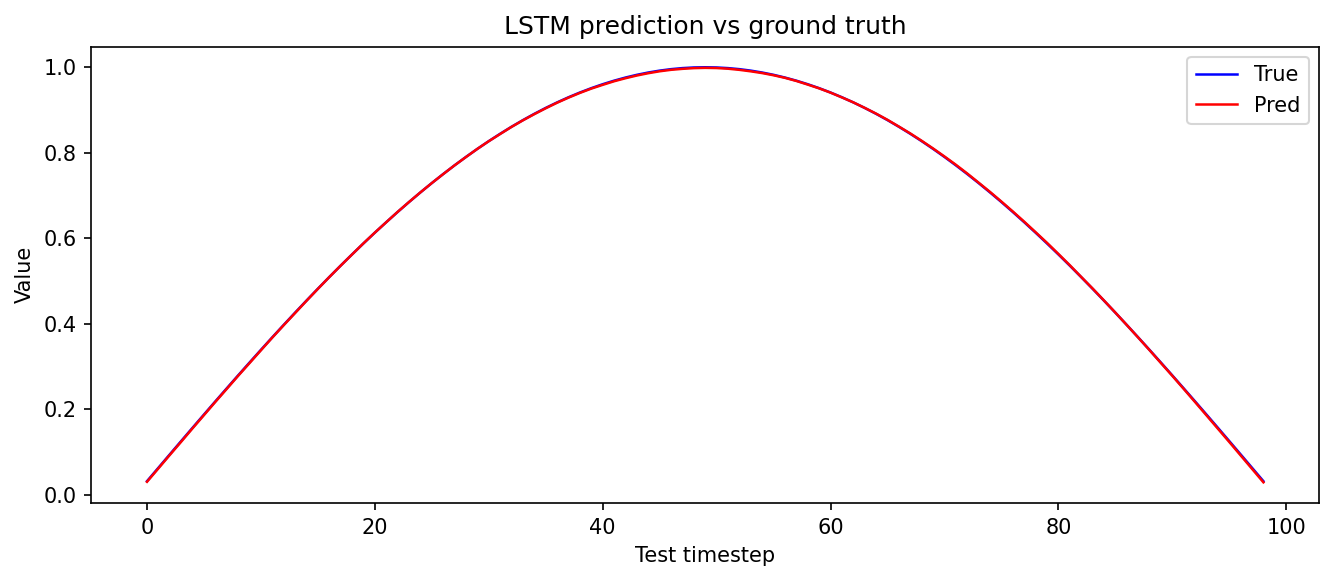 LSTM prediction vs ground truth
True
Pred
Value
1.0
0.8
0.6
0.4
0.2
0.0
0 20 40 60 80 100
Test timestep